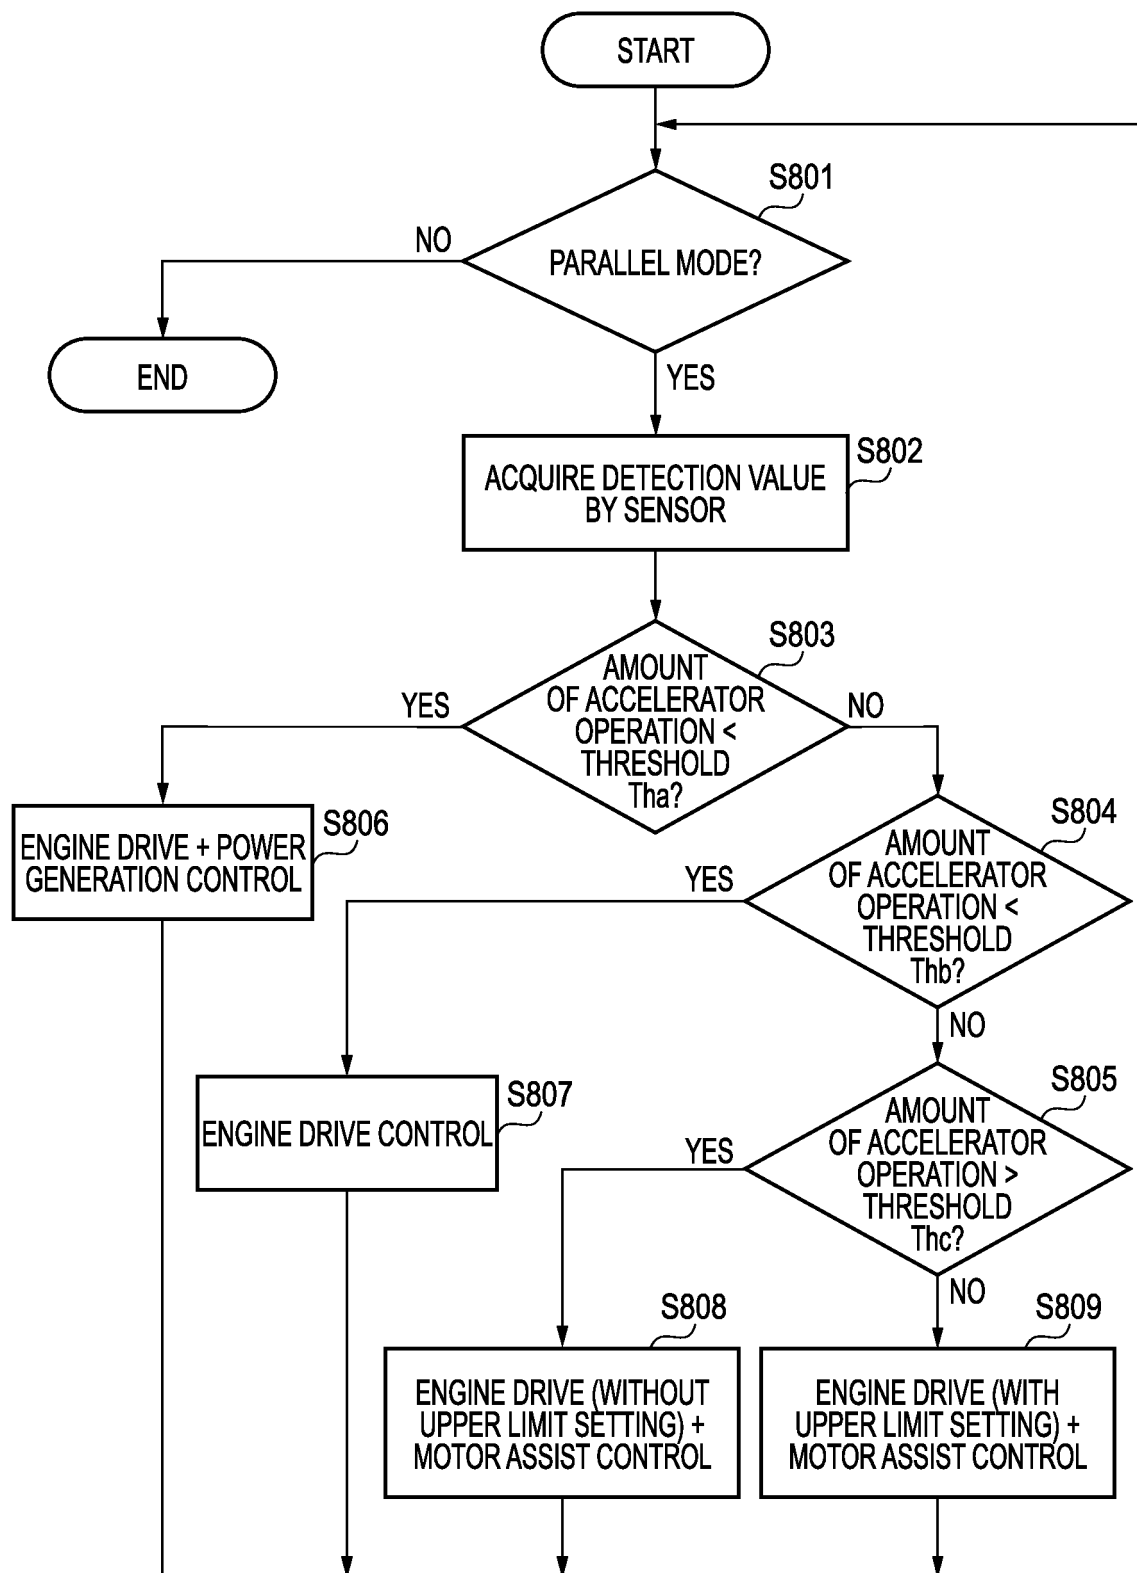 START
S801
NO
PARALLEL MODE?
END
YES
S802
ACQUIRE DETECTION VALUE
BY SENSOR
S803
AMOUNT
OF ACCELERATOR
OPERATION <
THRESHOLD
Tha?
YES
NO
S806
ENGINE DRIVE + POWER
GENERATION CONTROL
S804
AMOUNT
OF ACCELERATOR
OPERATION <
THRESHOLD
Thb?
YES
NO
S807
ENGINE DRIVE CONTROL
S805
AMOUNT
OF ACCELERATOR
OPERATION >
THRESHOLD
Thc?
YES
NO
S808
ENGINE DRIVE (WITHOUT
UPPER LIMIT SETTING) +
MOTOR ASSIST CONTROL
S809
ENGINE DRIVE (WITH
UPPER LIMIT SETTING) +
MOTOR ASSIST CONTROL